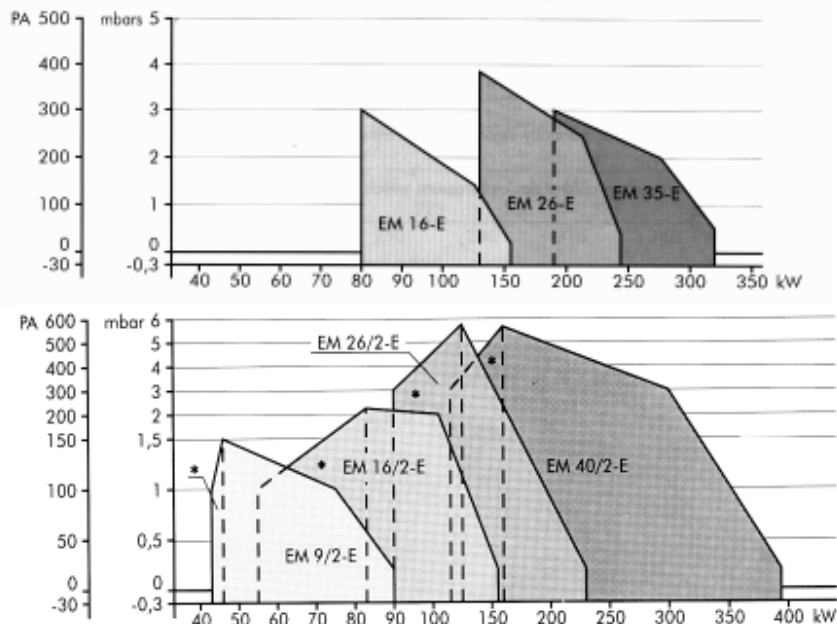 PA 500 mbars 5
400 4
300 3
200 2
100 1
0 0
-30 -0,3
EM 16-E
EM 26-E
EM 35-E
40 50 60 70 80 90 100 150 200 250 300 350 kW
PA 600 mbar 6
500 5
400 4
300 3
200 2
150 1,5
100 1
50 0,5
0 0
-30 -0,3
EM 26/2-E
*
*
*
*
EM 16/2-E
EM 40/2-E
EM 9/2-E
40 50 60 70 80 90 100 150 200 250 300 350 400 kW